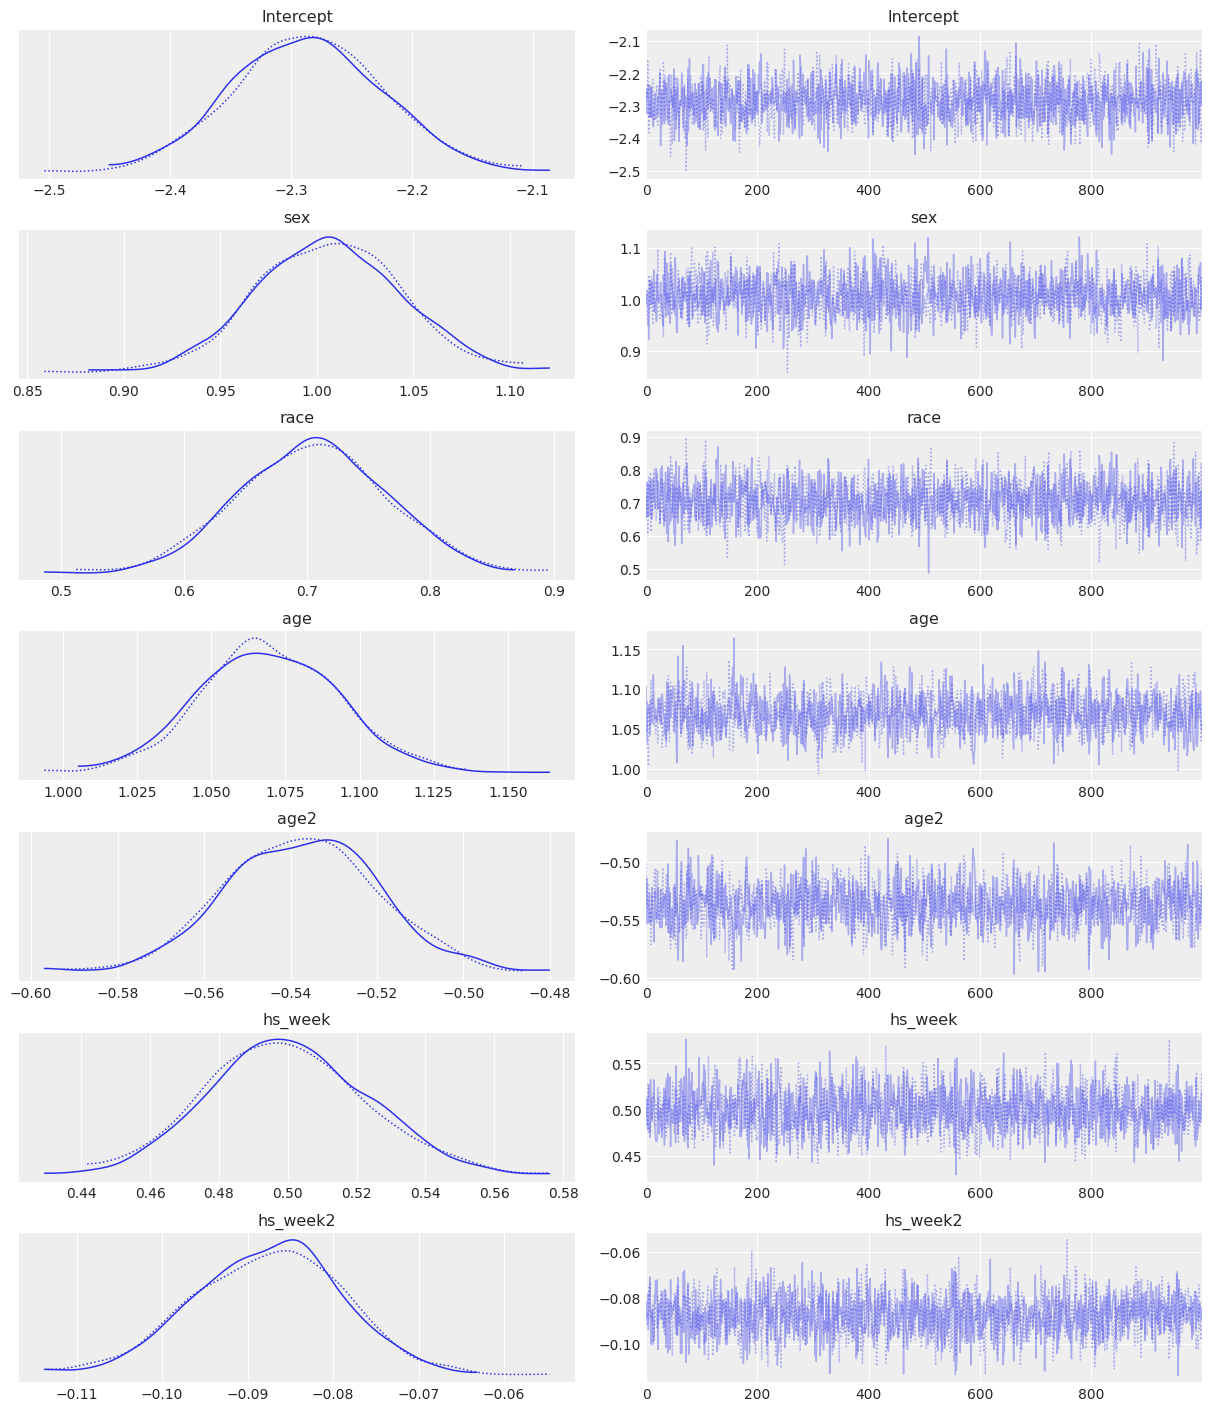 Intercept Intercept
−2.1
−2.2
−2.3
−2.4
−2.5
−2.5 −2.4 −2.3 −2.2 −2.1 0 200 400 600 800
sex sex
1.1
1.0
0.9
0.85 0.90 0.95 1.00 1.05 1.10 0 200 400 600 800
race race
0.9
0.8
0.7
0.6
0.5
0.5 0.6 0.7 0.8 0.9 0 200 400 600 800
age age
1.15
1.10
1.05
1.00
1.000 1.025 1.050 1.075 1.100 1.125 1.150 0 200 400 600 800
age2 age2
−0.50
−0.55
−0.60
−0.60 −0.58 −0.56 −0.54 −0.52 −0.50 −0.48 0 200 400 600 800
hs_week hs_week
0.55
0.50
0.45
0.44 0.46 0.48 0.50 0.52 0.54 0.56 0.58 0 200 400 600 800
hs_week2 hs_week2
−0.06
−0.08
−0.10
−0.11 −0.10 −0.09 −0.08 −0.07 −0.06 0 200 400 600 800